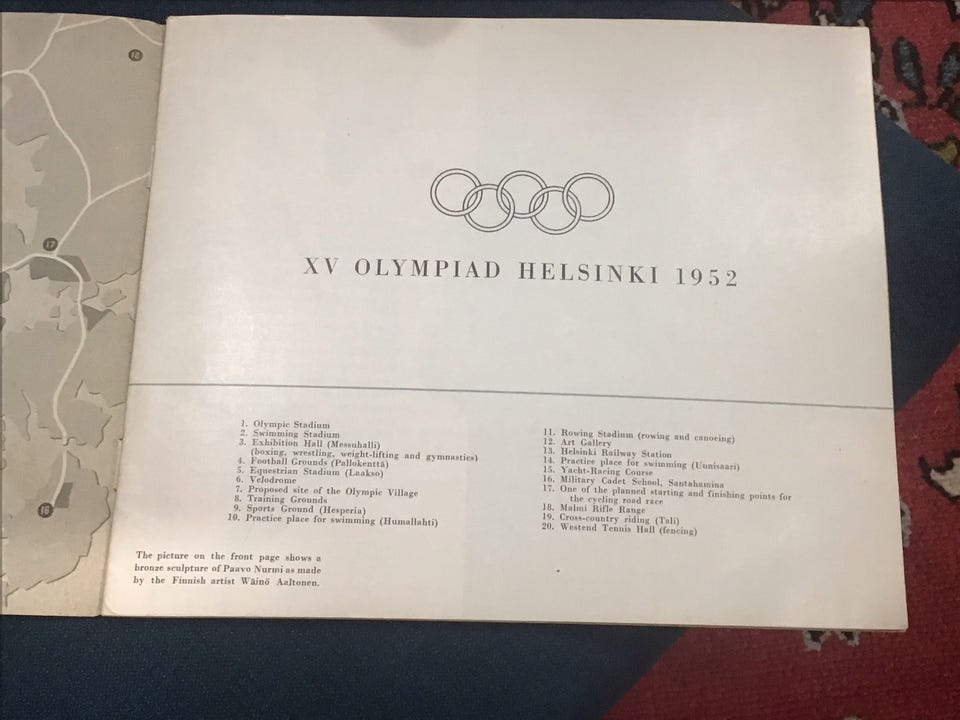 18
17
16
XV OLYMPIAD HELSINKI 1952
1. Olympic Stadium
2. Swimming Stadium
3. Exhibition Hall (Messuhalli)
(boxing, wrestling, weight-lifting and gymnastics)
4. Football Grounds (Pallokenttä)
5. Equestrian Stadium (Laakso)
6. Velodrome
7. Proposed site of the Olympic Village
8. Training Grounds
9. Sports Ground (Hesperia)
10. Practice place for swimming (Humallahti)
11. Rowing Stadium (rowing and canoeing)
12. Art Gallery
13. Helsinki Railway Station
14. Practice place for swimming (Uunisaari)
15. Yacht-Racing Course
16. Military Cadet School, Santahamina
17. One of the planned starting and finishing points for
the cycling road race
18. Malmi Rifle Range
19. Cross-country riding (Tali)
20. Westend Tennis Hall (fencing)
The picture on the front page shows a
bronze sculpture of Paavo Nurmi as made
by the Finnish artist Wäinö Aaltonen.